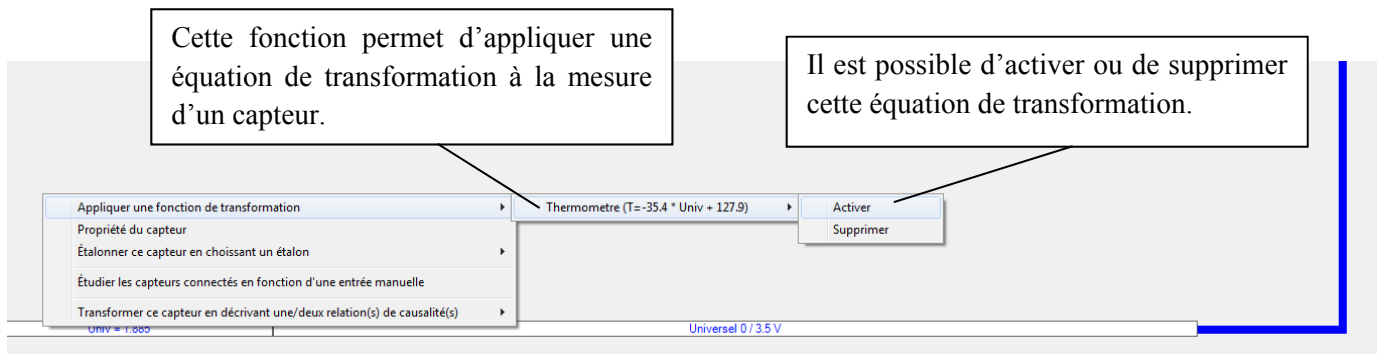 Cette fonction permet d'appliquer une
équation de transformation à la mesure
d'un capteur.
Il est possible d'activer ou de supprimer
cette équation de transformation.
Appliquer une fonction de transformation
Thermometre (T=-35.4 * Univ + 127.9)
Activer
Propriété du capteur
Supprimer
Étalonner ce capteur en choissant un étalon
Étudier les capteurs connectés en fonction d'une entrée manuelle
Transformer ce capteur en décrivant une/deux relation(s) de causalité(s)
Univ = 1.885
Universel 0 / 3.5 V